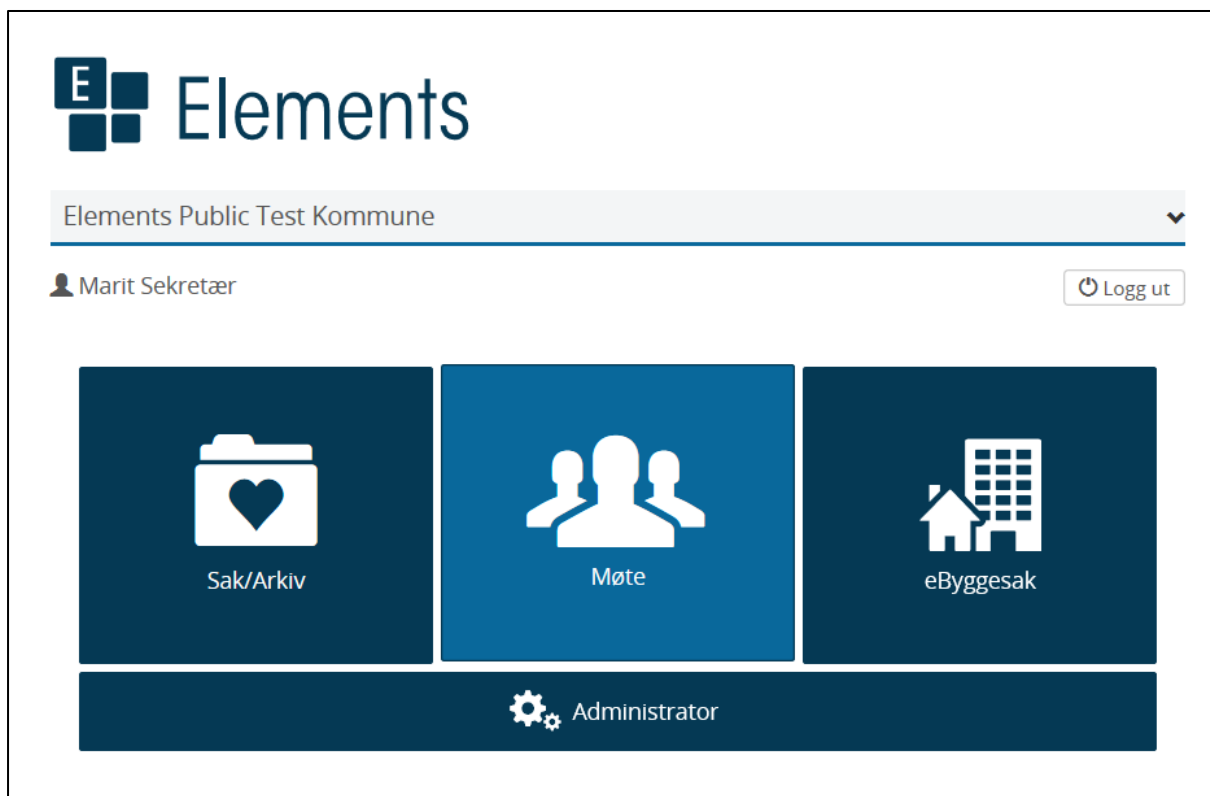 E
Elements
Elements Public Test Kommune
Marit Sekretær
Logg ut
Sak/Arkiv
Møte
eByggesak
Administrator